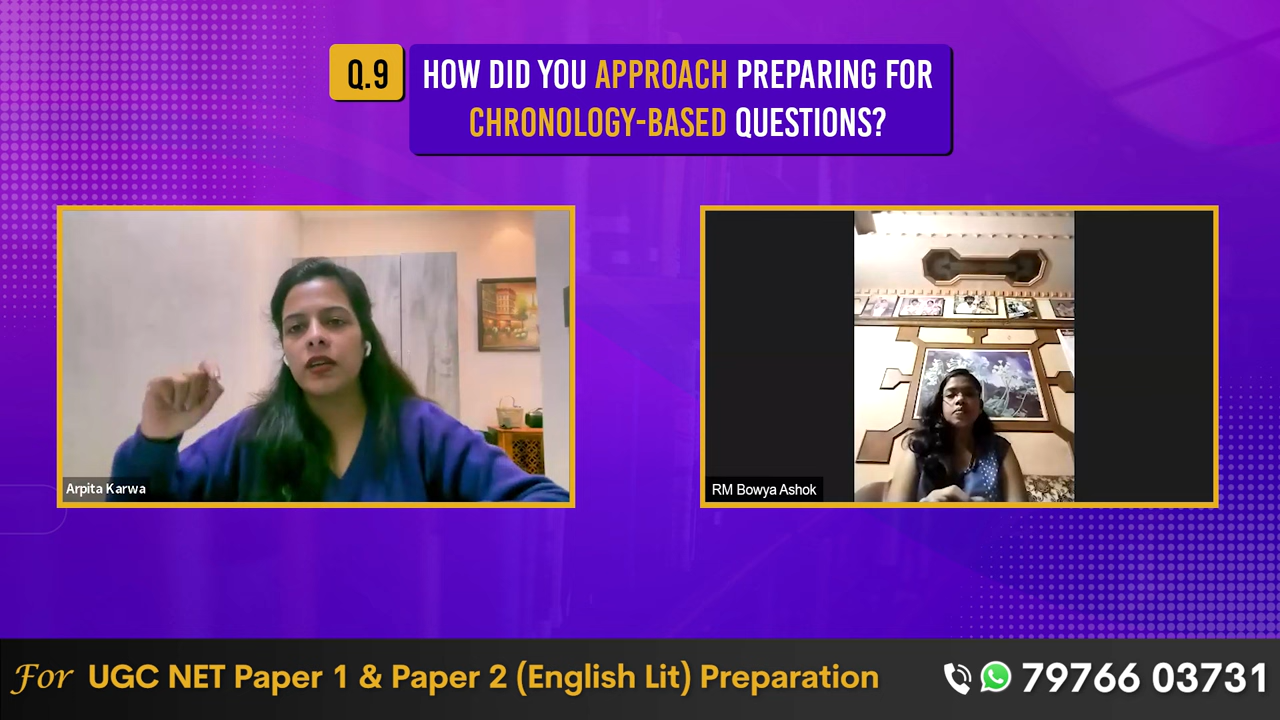 Q.9
HOW DID YOU APPROACH PREPARING FOR
CHRONOLOGY-BASED QUESTIONS?
Arpita Karwa
RM Bowya Ashok
For UGC NET Paper 1 & Paper 2 (English Lit) Preparation
79766 03731